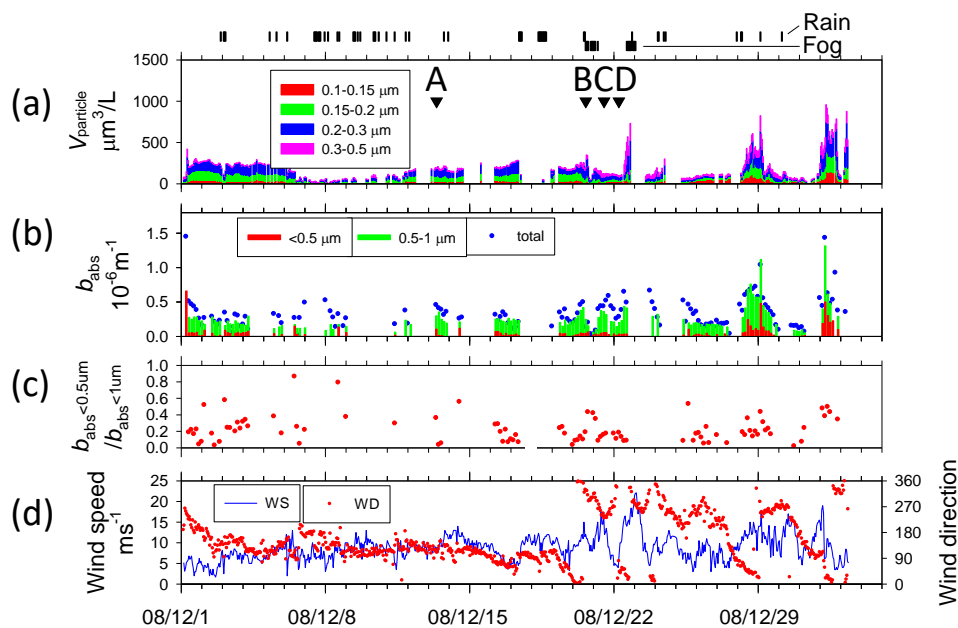 Rain
Fog
(a)
V particle
μm³/L
1500
1000
500
0
0.1-0.15 μm
0.15-0.2 μm
0.2-0.3 μm
0.3-0.5 μm
A
B
C
D
(b)
b abs
10⁻⁶m⁻¹
1.5
1.0
0.5
0.0
<0.5 μm
0.5-1 μm
total
(c)
b abs<0.5um
/b abs<1um
1.0
0.8
0.6
0.4
0.2
0.0
(d)
Wind speed
ms⁻¹
25
20
15
10
5
0
WS
WD
360
270
180
90
0
Wind direction
08/12/1
08/12/8
08/12/15
08/12/22
08/12/29